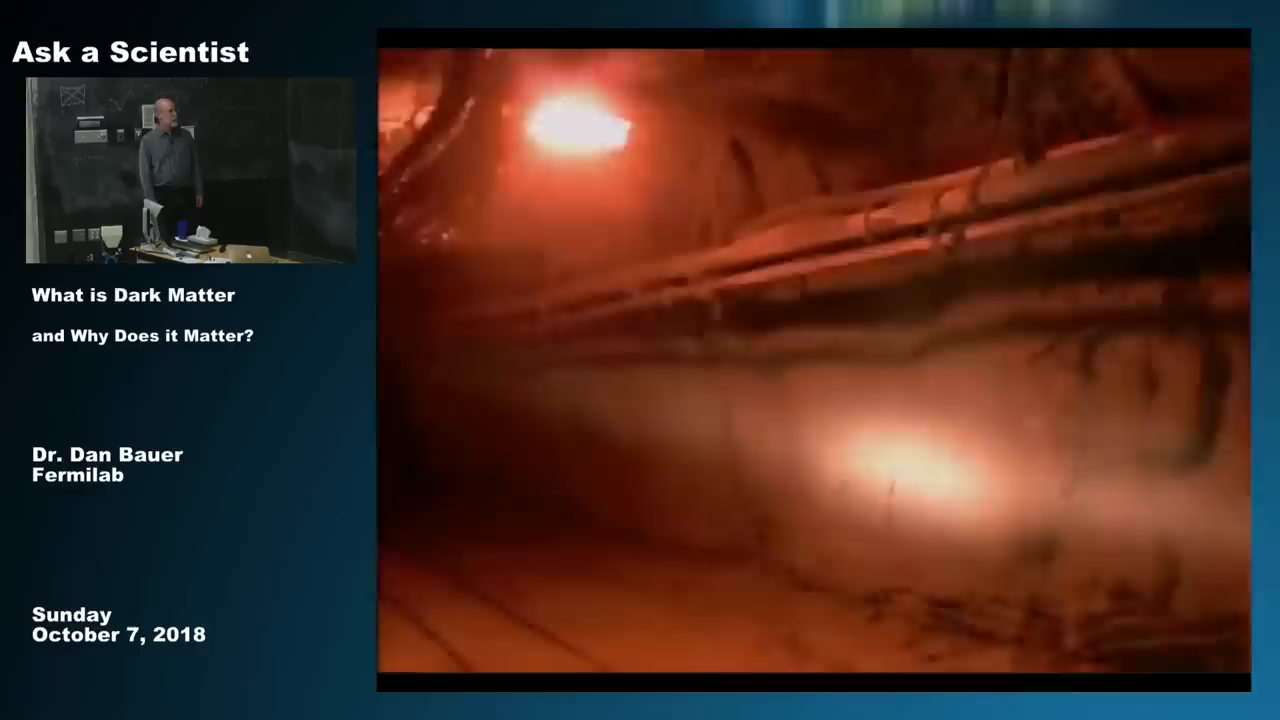 Ask a Scientist
What is Dark Matter
and Why Does it Matter?
Dr. Dan Bauer
Fermilab
Sunday
October 7, 2018